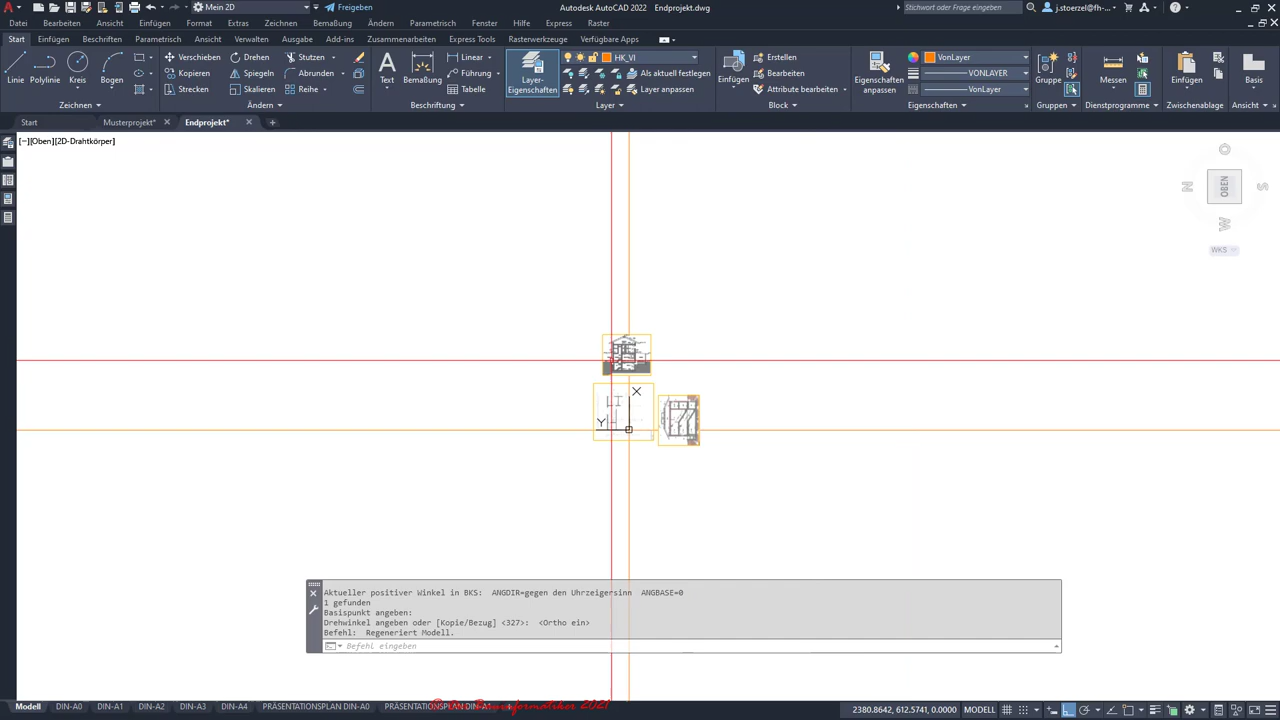 Mein 2D Freigeben Autodesk AutoCAD 2022 Endprojekt.dwg Stichwort oder Frage eingeben j.stoerzel@fh-...
Datei Bearbeiten Ansicht Einfügen Format Extras Zeichnen Bemaßung Ändern Parametrisch Fenster Hilfe Express Raster
Start Einfügen Beschriften Parametrisch Ansicht Verwalten Ausgabe Add-ins Zusammenarbeiten Express Tools Rasterwerkzeuge Verfügbare Apps
Linie Polylinie Kreis Bogen
Zeichnen
Verschieben Drehen Stutzen
Kopieren Spiegeln Abrunden
Strecken Skalieren Reihe
Ändern
Text Bemaßung
Linear
Führung
Tabelle
Beschriftung
Layer-
Eigenschaften
HK_VI
Als aktuell festlegen
Layer anpassen
Layer
Einfügen
Erstellen
Bearbeiten
Attribute bearbeiten
Block
Eigenschaften
anpassen
VonLayer
VONLAYER
VonLayer
Eigenschaften
Gruppe
Gruppen
Messen
Dienstprogramme
Einfügen
Zwischenablage
Basis
Ansicht
Start Musterprojekt* Endprojekt*
[−][Oben][2D-Drahtkörper]
O
N OBEN S
W
WKS
X
Y
Aktueller positiver Winkel in BKS: ANGDIR=gegen den Uhrzeigersinn ANGBASE=0
1 gefunden
Basispunkt angeben:
Drehwinkel angeben oder [Kopie/Bezug] <327>: <Ortho ein>
Befehl: Regeneriert Modell.
Befehl eingeben
Modell DIN-A0 DIN-A1 DIN-A2 DIN-A3 DIN-A4 PRÄSENTATIONSPLAN DIN-A0 PRÄSENTATIONSPLAN DIN-A1
© Der Bauinformatiker 2021
2380.8642, 612.5741, 0.0000 MODELL